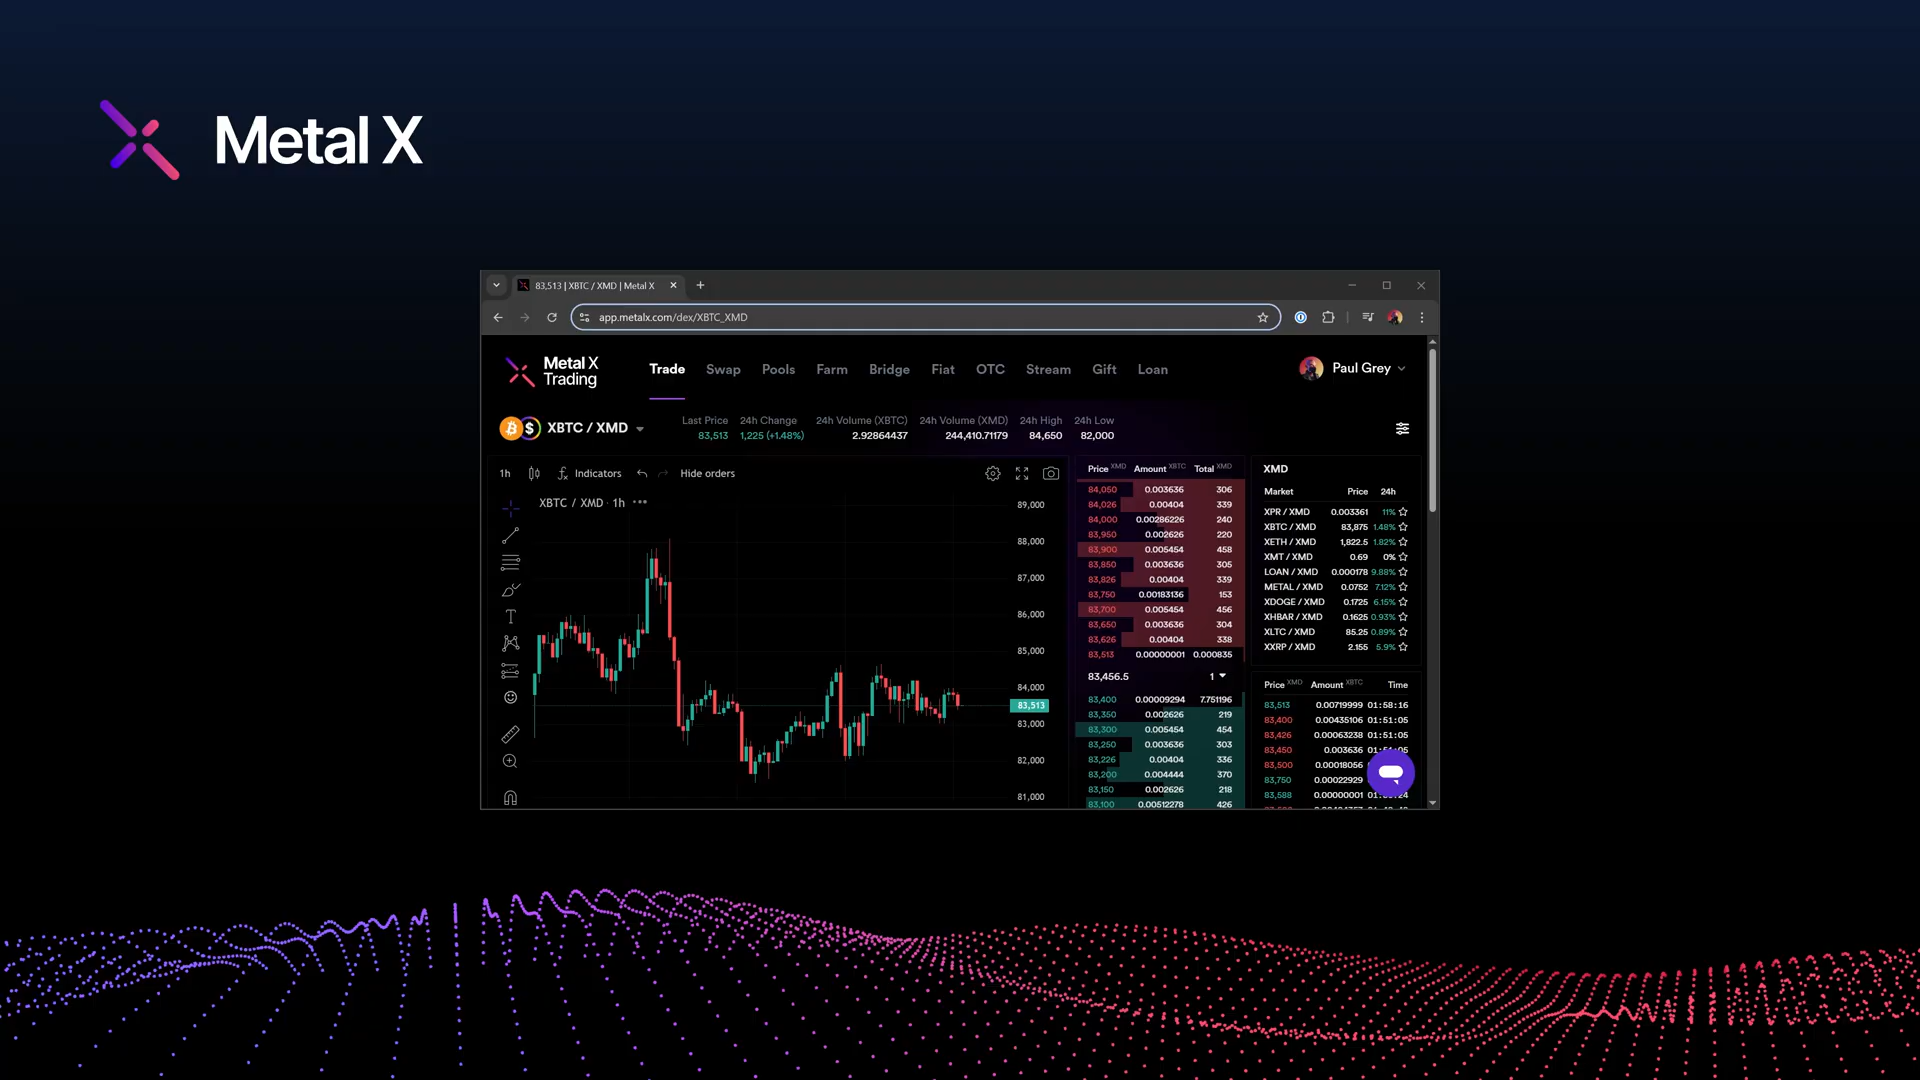 Metal X
83,513 | XBTC / XMD | Metal X
app.metalx.com/dex/XBTC_XMD
Metal X
Trading
Trade Swap Pools Farm Bridge Fiat OTC Stream Gift Loan
Paul Grey
XBTC / XMD
Last Price 24h Change 24h Volume (XBTC) 24h Volume (XMD) 24h High 24h Low
83,513 1,225 (+1.48%) 2.92864437 244,410.71179 84,650 82,000
1h Indicators Hide orders
XBTC / XMD · 1h
89,000
88,000
87,000
86,000
85,000
84,000
83,513
83,000
82,000
81,000
Price XMD Amount XBTC Total XMD
84,050 0.003636 306
84,026 0.00404 339
84,000 0.00286226 240
83,950 0.002626 220
83,900 0.005454 458
83,850 0.003636 305
83,826 0.00404 339
83,750 0.00183136 153
83,700 0.005454 456
83,650 0.003636 304
83,626 0.00404 338
83,513 0.00000001 0.000835
83,456.5 1
83,400 0.00009294 7.751196
83,350 0.002626 219
83,300 0.005454 454
83,250 0.003636 303
83,226 0.00404 336
83,200 0.004444 370
83,150 0.002626 218
83,100 0.00512278 426
XMD
Market Price 24h
XPR / XMD 0.003361 11%
XBTC / XMD 83,875 1.48%
XETH / XMD 1,822.5 1.82%
XMT / XMD 0.69 0%
LOAN / XMD 0.000178 9.88%
METAL / XMD 0.0752 7.12%
XDOGE / XMD 0.1725 6.15%
XHBAR / XMD 0.1625 0.93%
XLTC / XMD 85.25 0.89%
XXRP / XMD 2.155 5.9%
Price XMD Amount XBTC Time
83,513 0.00719999 01:58:16
83,400 0.00435106 01:51:05
83,426 0.00063238 01:51:05
83,450 0.003636
83,500 0.00018056
83,750 0.00022929
83,588 0.00000001